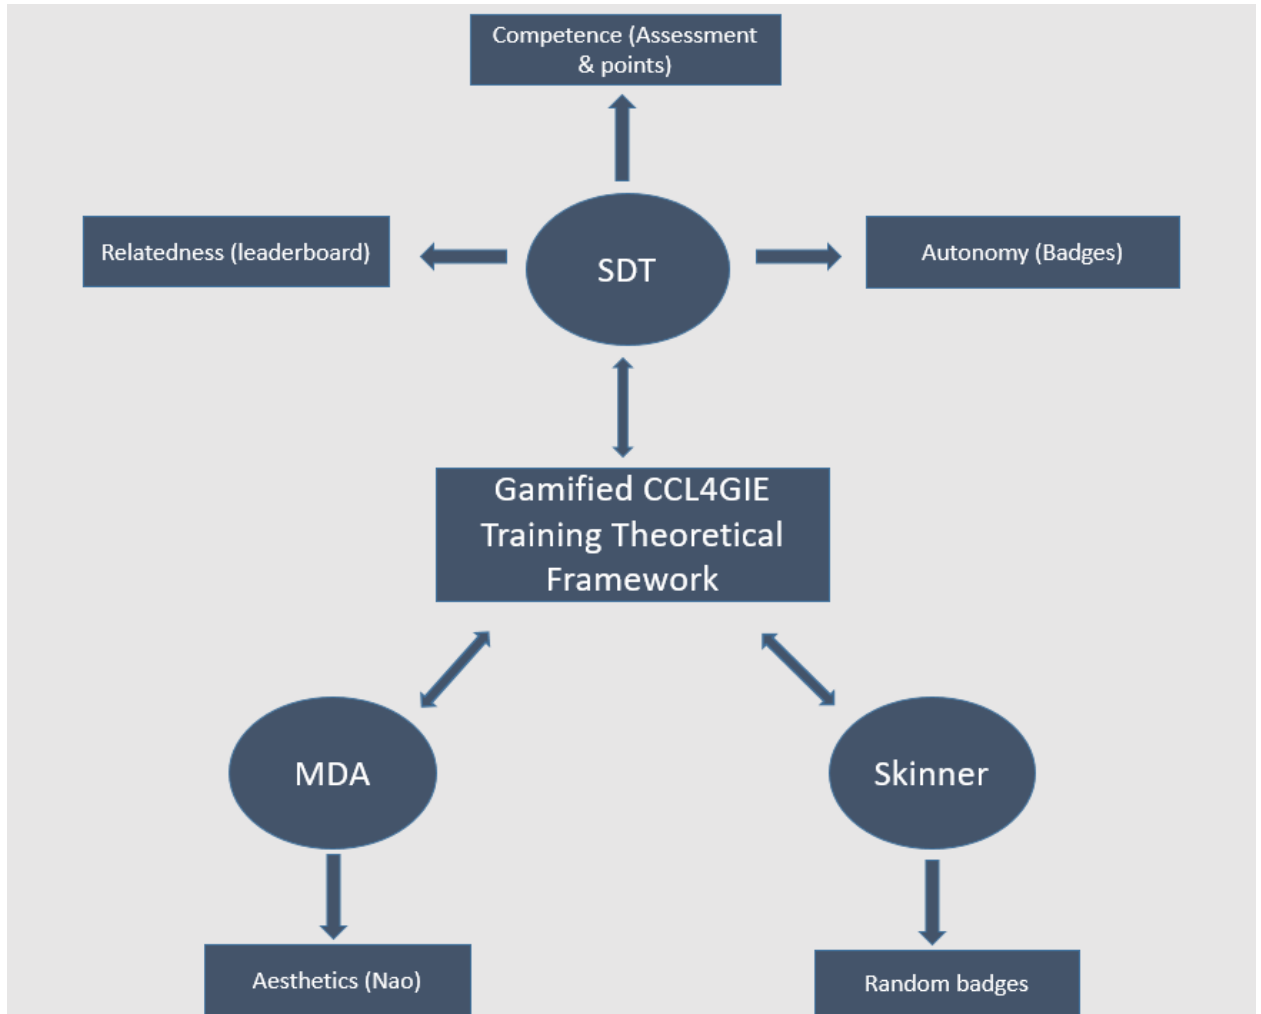 Competence (Assessment
& points)
Relatedness (leaderboard)
SDT
Autonomy (Badges)
Gamified CCL4GIE
Training Theoretical
Framework
MDA
Skinner
Aesthetics (Nao)
Random badges